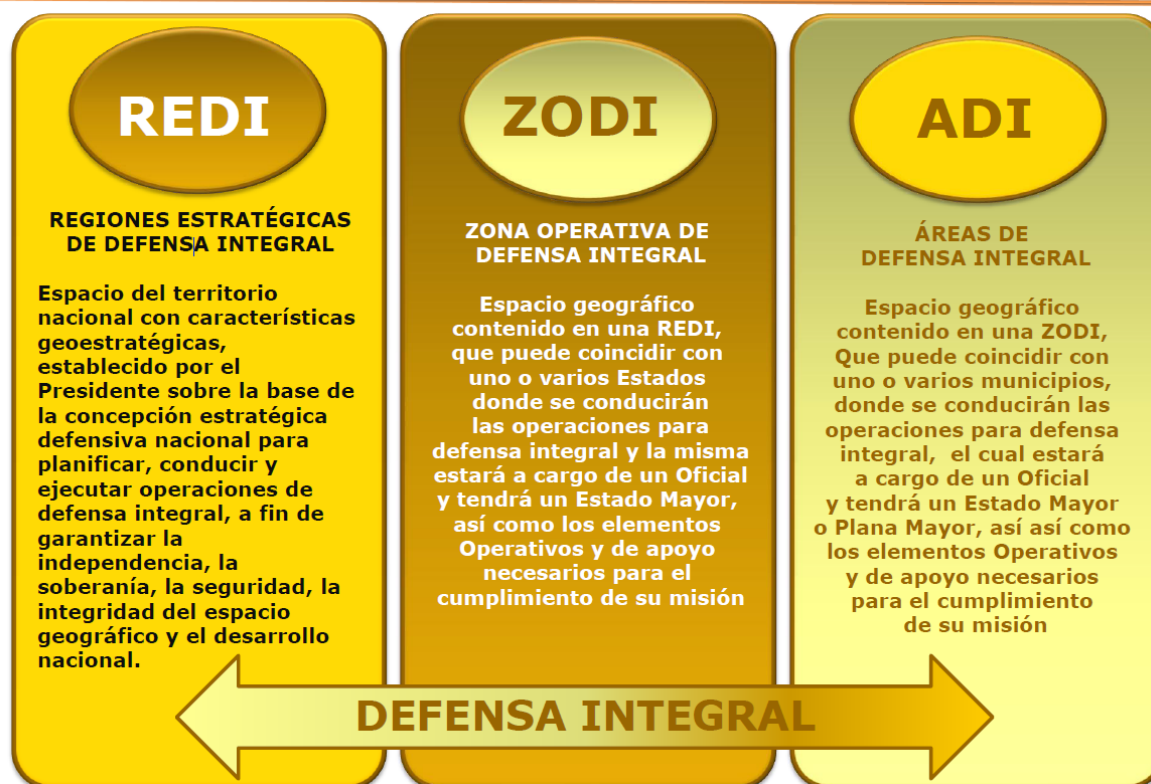 REDI
REGIONES ESTRATÉGICAS
DE DEFENSA INTEGRAL
Espacio del territorio
nacional con características
geoestratégicas,
establecido por el
Presidente sobre la base de
la concepción estratégica
defensiva nacional para
planificar, conducir y
ejecutar operaciones de
defensa integral, a fin de
garantizar la
independencia, la
soberanía, la seguridad, la
integridad del espacio
geográfico y el desarrollo
nacional.
ZODI
ZONA OPERATIVA DE
DEFENSA INTEGRAL
Espacio geográfico
contenido en una REDI,
que puede coincidir con
uno o varios Estados
donde se conducirán
las operaciones para
defensa integral y la misma
estará a cargo de un Oficial
y tendrá un Estado Mayor,
así como los elementos
Operativos y de apoyo
necesarios para el
cumplimiento de su misión
ADI
ÁREAS DE
DEFENSA INTEGRAL
Espacio geográfico
contenido en una ZODI,
Que puede coincidir con
uno o varios municipios,
donde se conducirán las
operaciones para defensa
integral, el cual estará
a cargo de un Oficial
y tendrá un Estado Mayor
o Plana Mayor, así así como
los elementos Operativos
y de apoyo necesarios
para el cumplimiento
de su misión
DEFENSA INTEGRAL